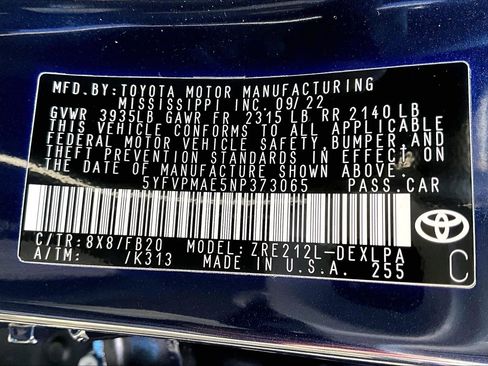 MFD.BY: TOYOTA MOTOR MANUFACTURING
MISSISSIPPI INC. 09/22
GVWR 3935LB GAWR FR 2315 LB RR 2140 LB
THIS VEHICLE CONFORMS TO ALL APPLICABLE
FEDERAL MOTOR VEHICLE SAFETY, BUMPER, AND
THEFT PREVENTION STANDARDS IN EFFECT ON
THE DATE OF MANUFACTURE SHOWN ABOVE.
5YFVPMAE5NP373065 PASS.CAR
C/TR: 8X8/FB20 MODEL: ZRE212L-DEXLPA
A/TM: /K313 MADE IN U.S.A. 255
TOYOTA
C